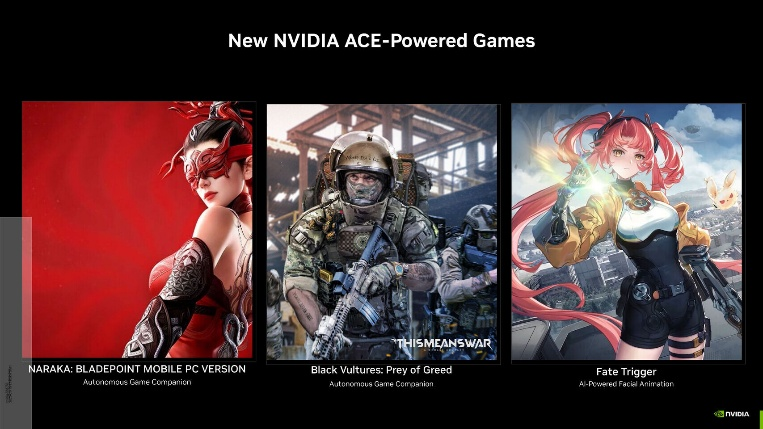 New NVIDIA ACE-Powered Games
THISMEANSWAR
NARAKA: BLADEPOINT MOBILE PC VERSION
Autonomous Game Companion
Black Vultures: Prey of Greed
Autonomous Game Companion
Fate Trigger
AI-Powered Facial Animation
NVIDIA